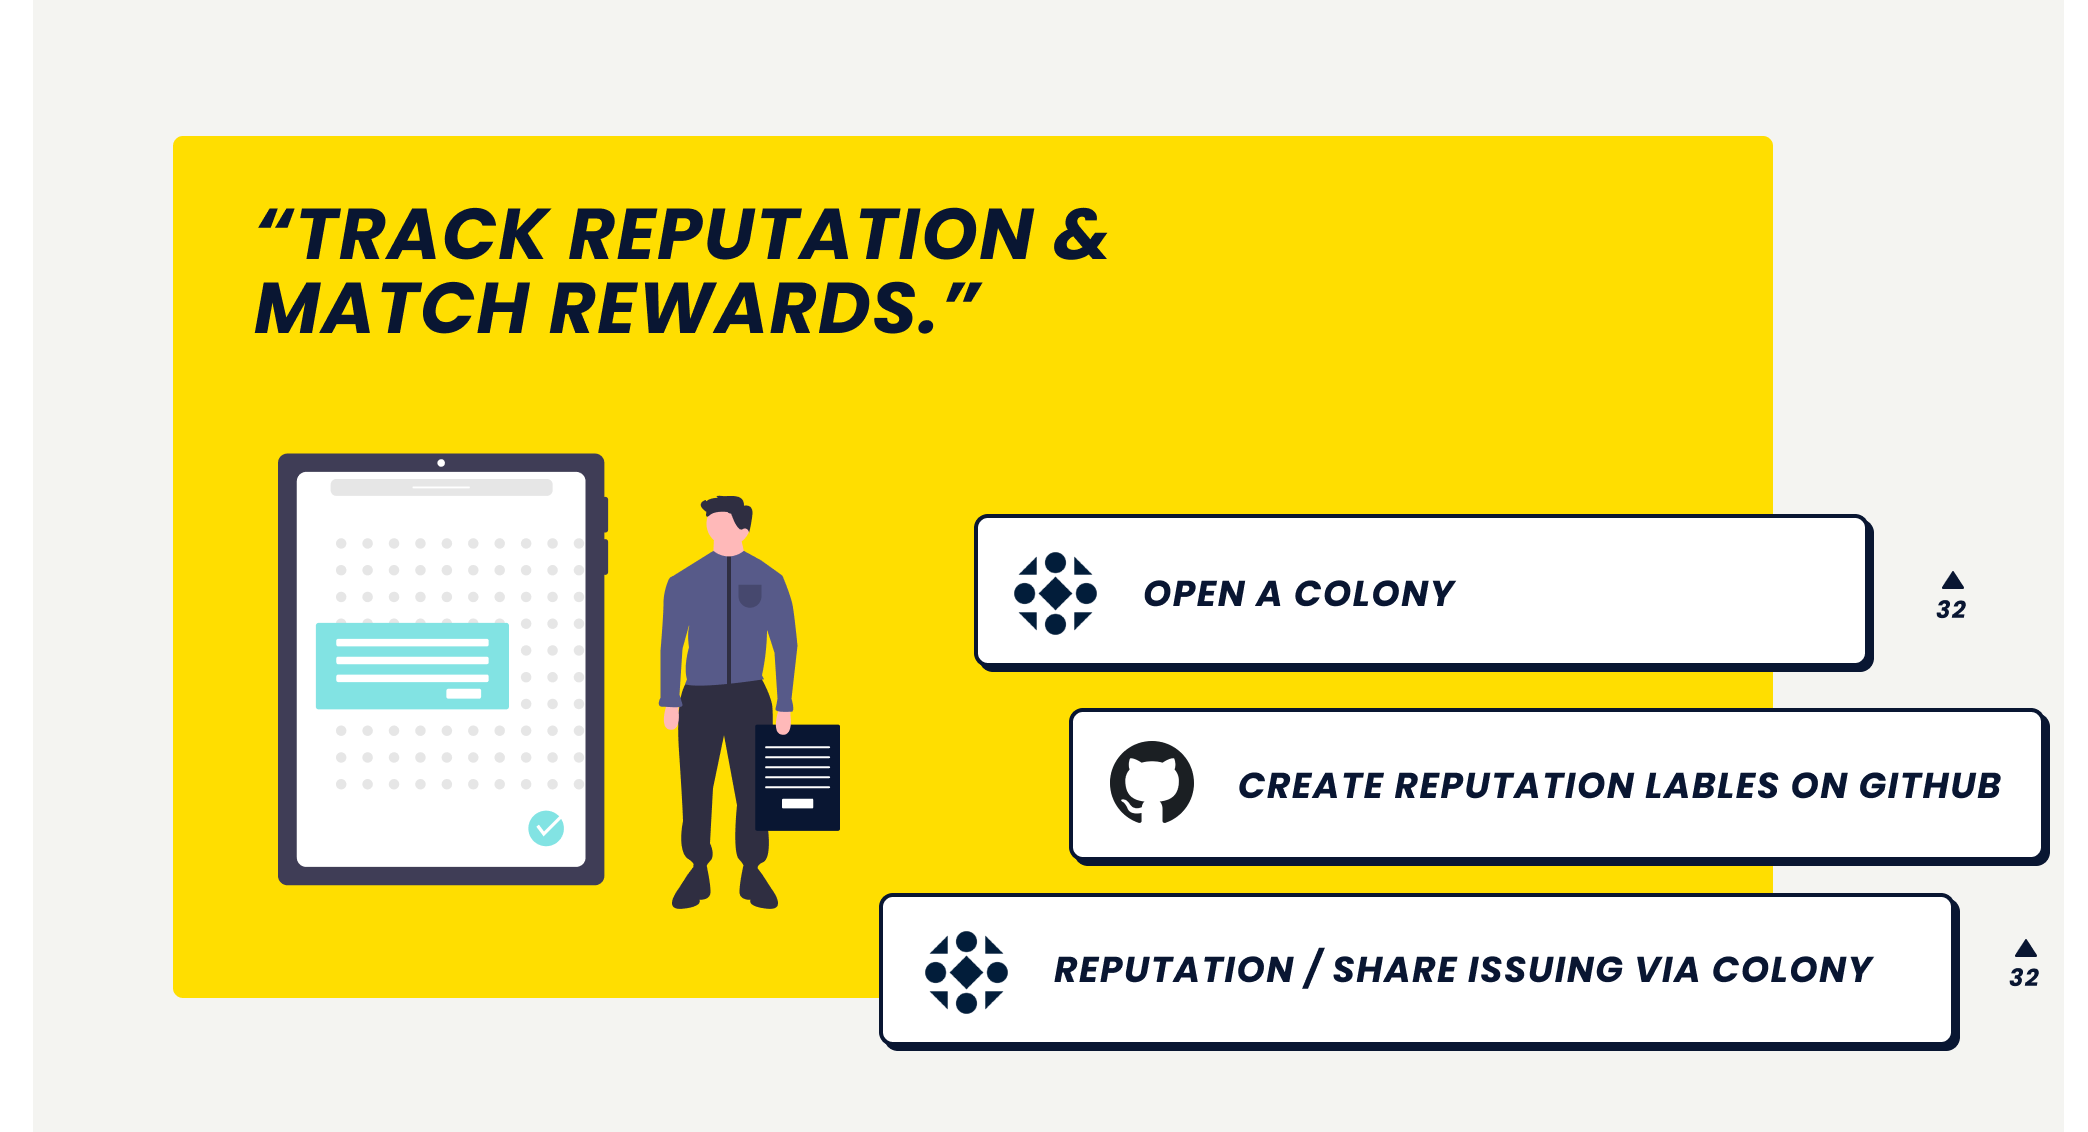 “TRACK REPUTATION &
MATCH REWARDS.”
OPEN A COLONY
32
CREATE REPUTATION LABLES ON GITHUB
REPUTATION / SHARE ISSUING VIA COLONY
32